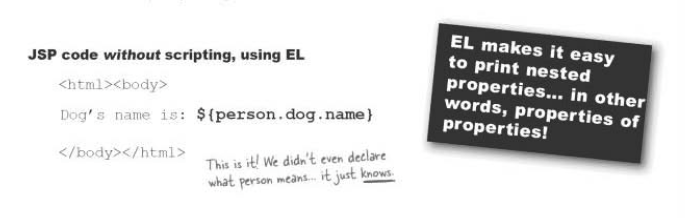 JSP code without scripting, using EL
<html><body>
Dog's name is: ${person.dog.name}
</body></html>
This is it! We didn't even declare
what person means... it just knows.
EL makes it easy
to print nested
properties... in other
words, properties of
properties!